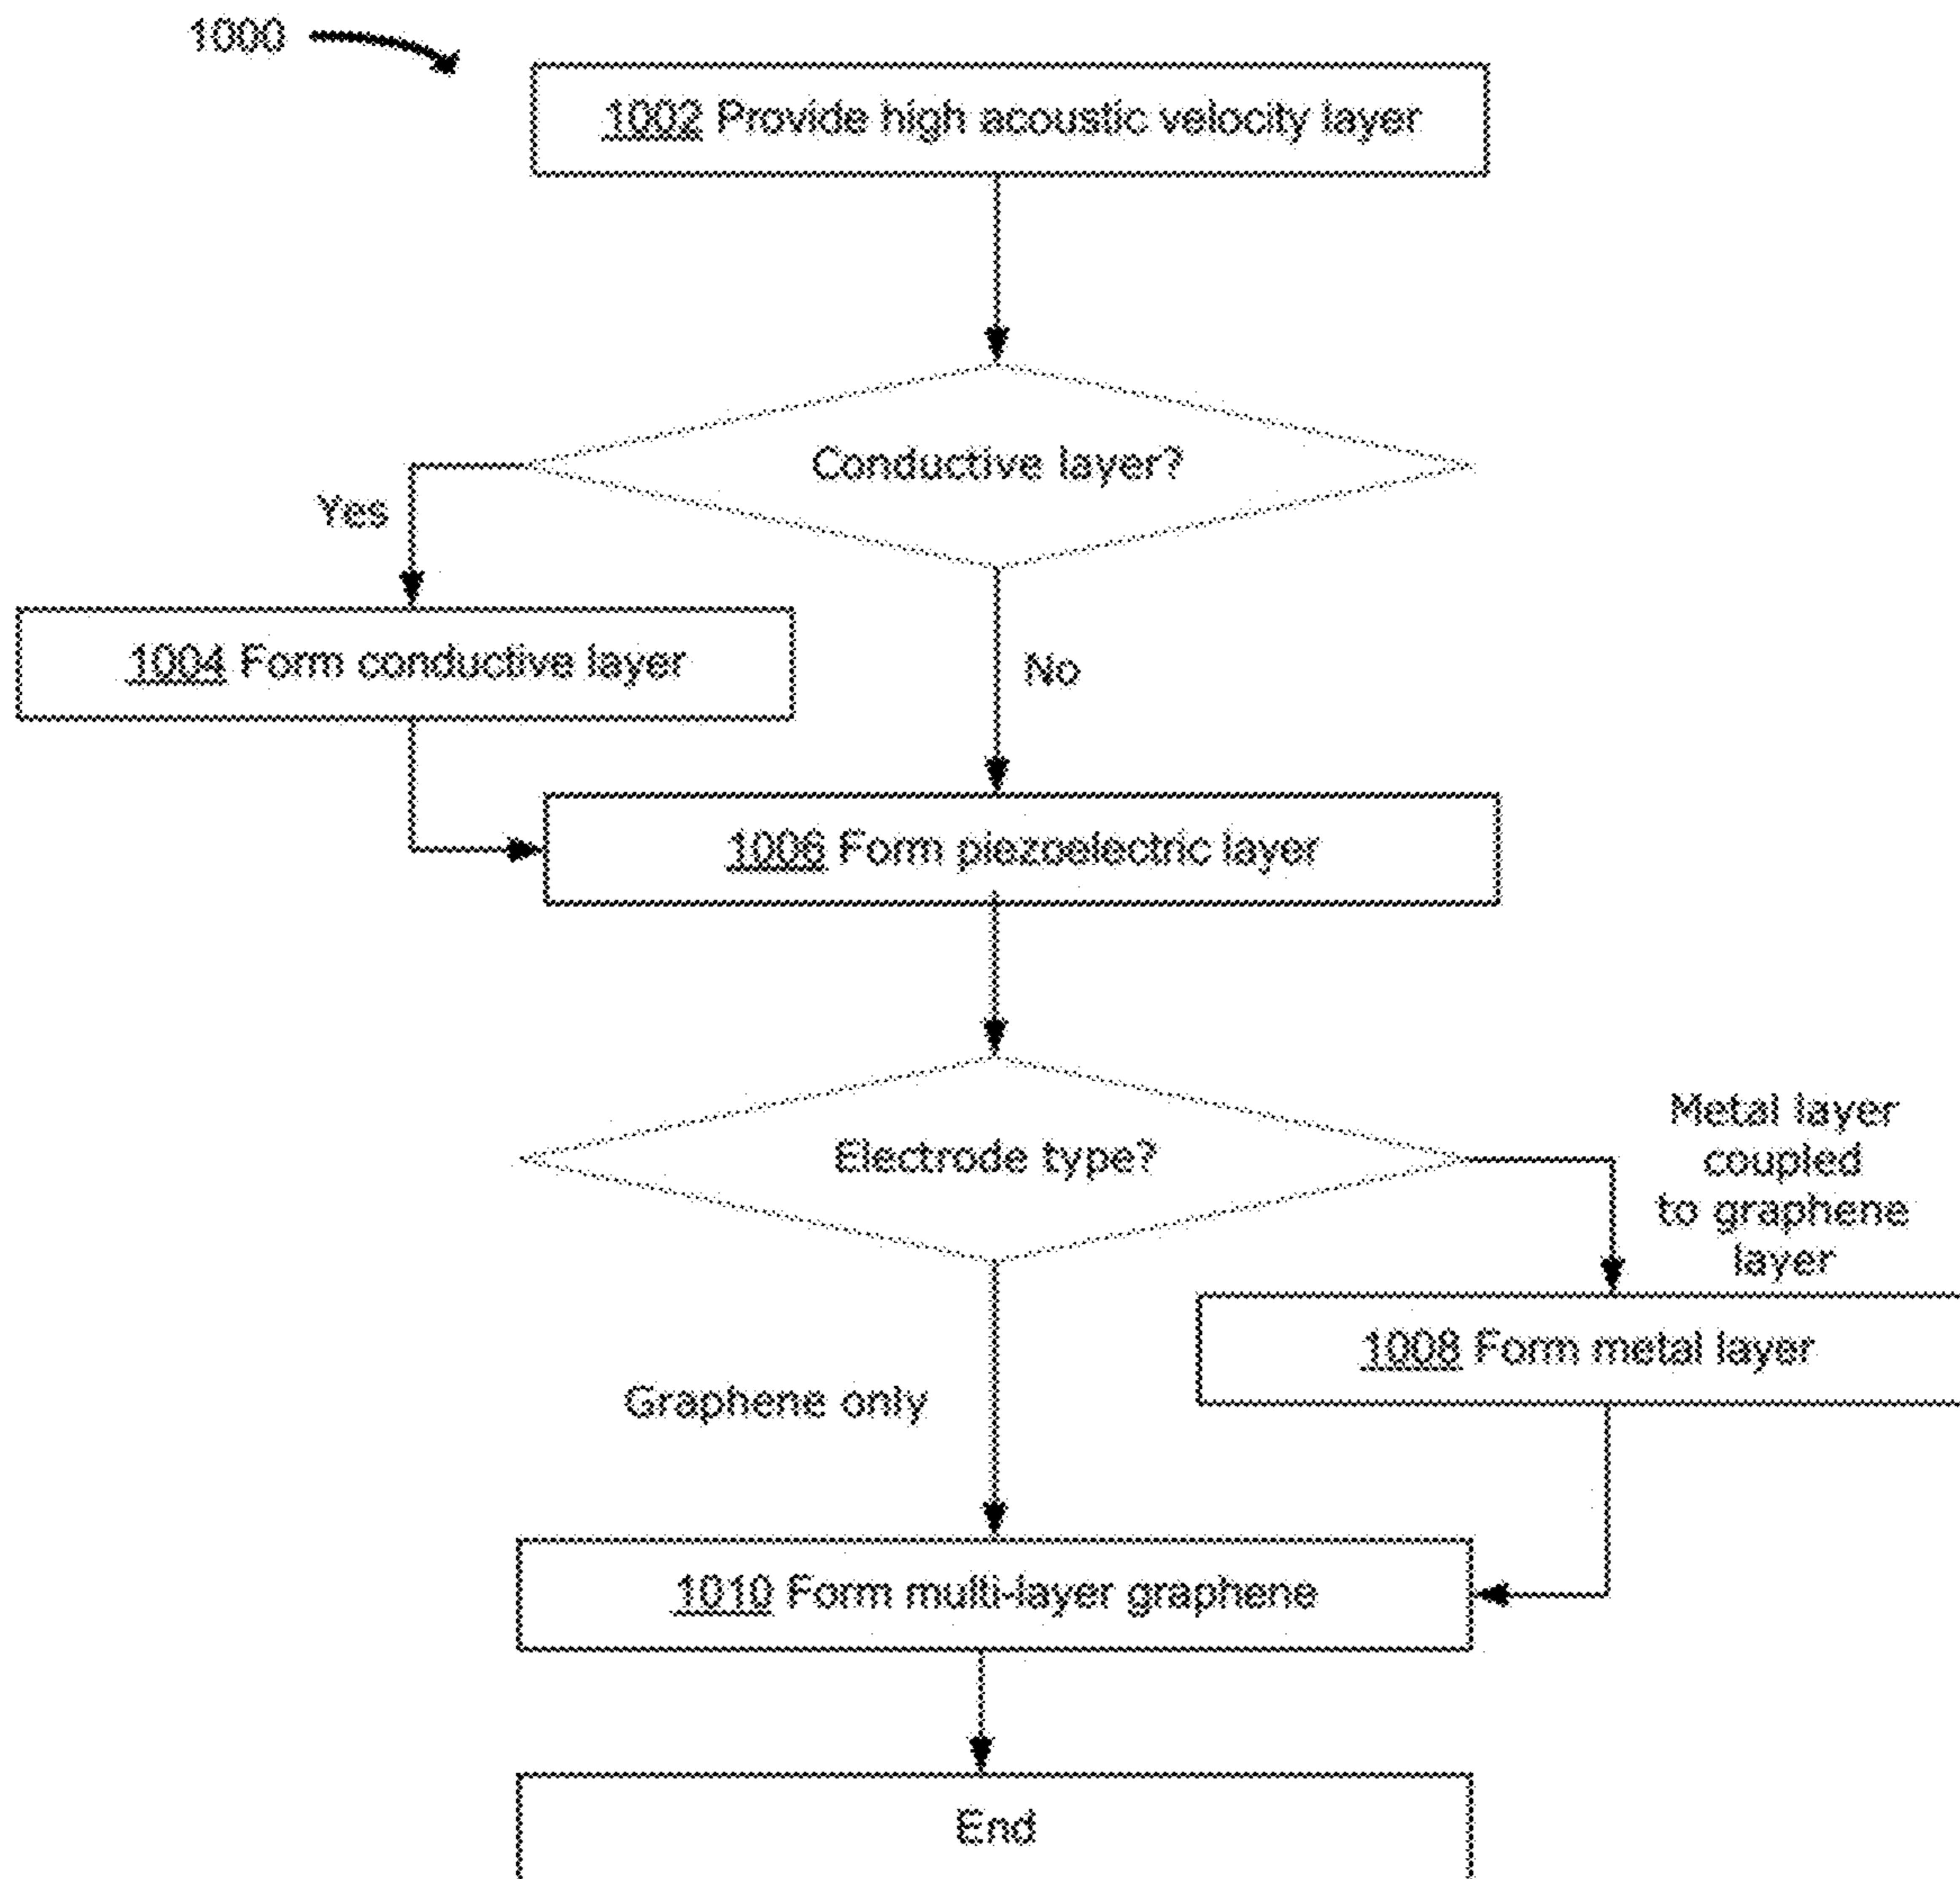 1000
1002 Provide high acoustic velocity layer
Conductive layer?
Yes
1004 Form conductive layer
No
1006 Form piezoelectric layer
Electrode type?
Metal layer
coupled
to graphene
layer
1008 Form metal layer
Graphene only
1010 Form multi-layer graphene
End